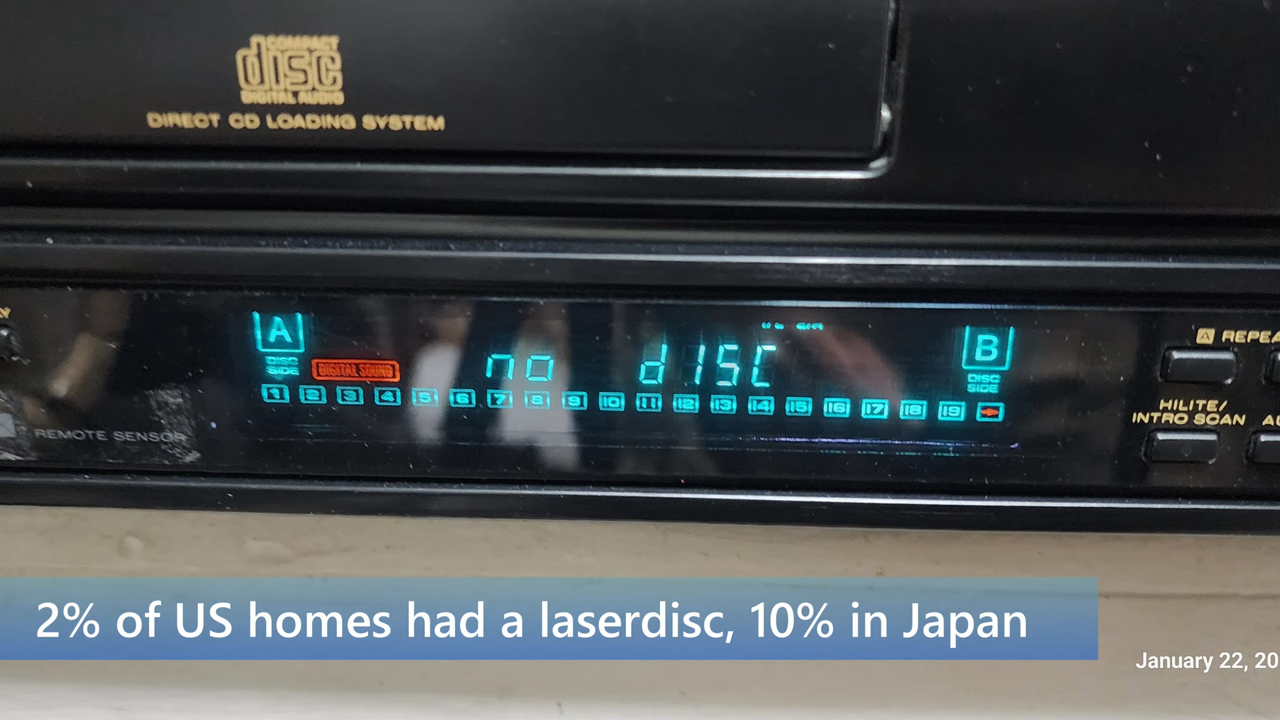 COMPACT
disc
DIGITAL AUDIO
DIRECT CD LOADING SYSTEM
A
DISC
SIDE
DIGITAL SOUND
no disc
B
DISC
SIDE
1 2 3 4 5 6 7 8 9 10 11 12 13 14 15 16 17 18 19
REMOTE SENSOR
A REPEA
HILITE/
INTRO SCAN
2% of US homes had a laserdisc, 10% in Japan
January 22, 20